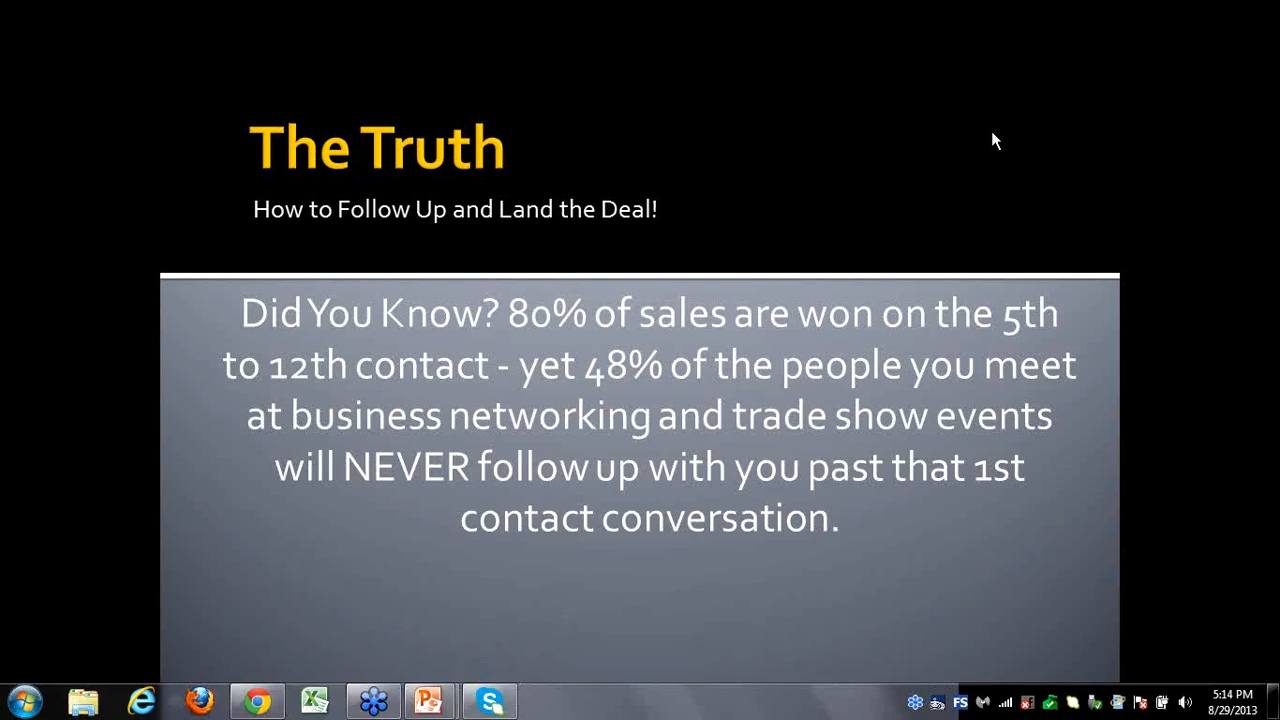 The Truth
How to Follow Up and Land the Deal!
Did You Know? 80% of sales are won on the 5th
to 12th contact - yet 48% of the people you meet
at business networking and trade show events
will NEVER follow up with you past that 1st
contact conversation.
FS
5:14 PM
8/29/2013